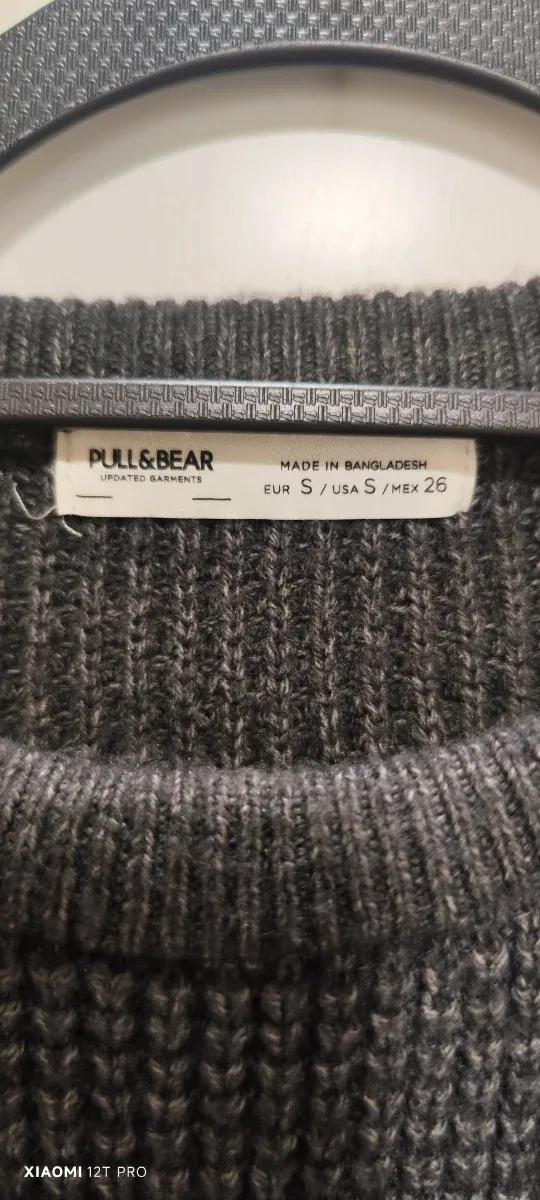 PULL&BEAR
UPDATED GARMENTS
MADE IN BANGLADESH
EUR S / USA S / MEX 26
XIAOMI 12T PRO